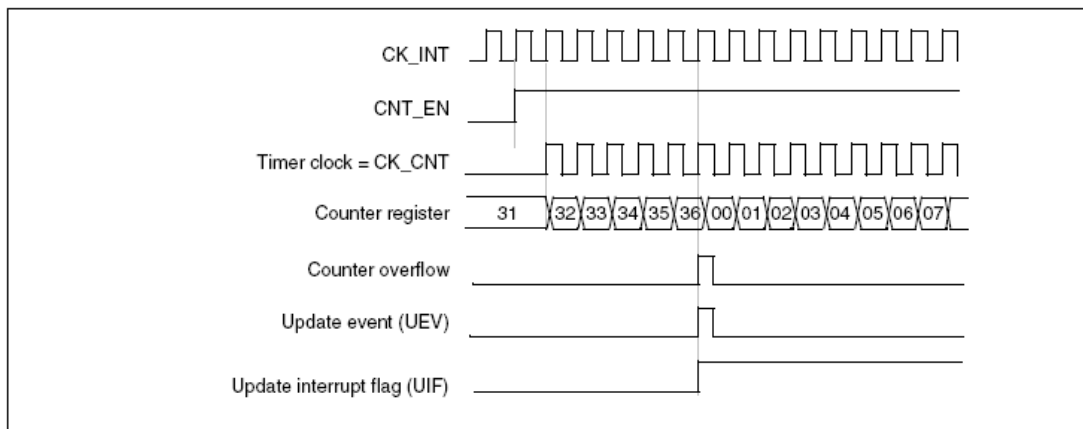 CK_INT
CNT_EN
Timer clock = CK_CNT
Counter register 31 32 33 34 35 36 00 01 02 03 04 05 06 07
Counter overflow
Update event (UEV)
Update interrupt flag (UIF)